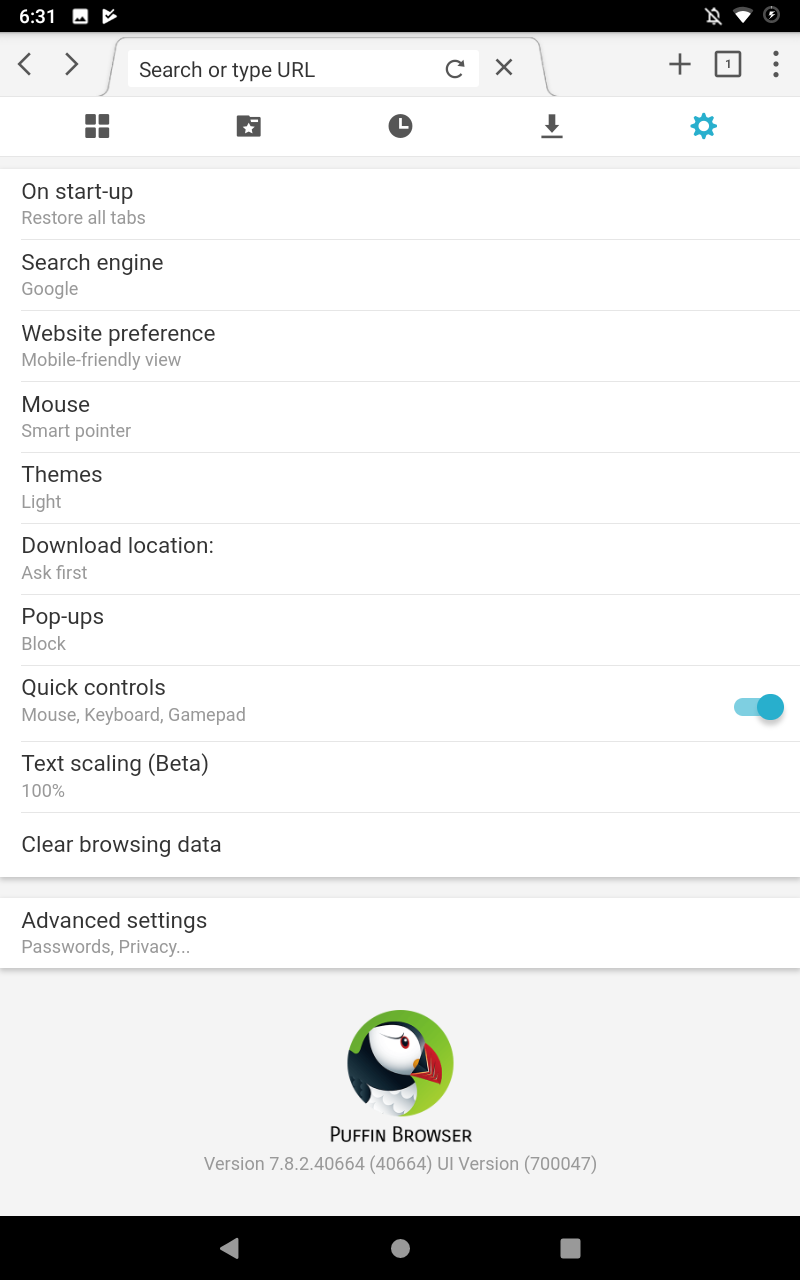 6:31
Search or type URL
1
On start-up
Restore all tabs
Search engine
Google
Website preference
Mobile-friendly view
Mouse
Smart pointer
Themes
Light
Download location:
Ask first
Pop-ups
Block
Quick controls
Mouse, Keyboard, Gamepad
Text scaling (Beta)
100%
Clear browsing data
Advanced settings
Passwords, Privacy...
PUFFIN BROWSER
Version 7.8.2.40664 (40664) UI Version (700047)